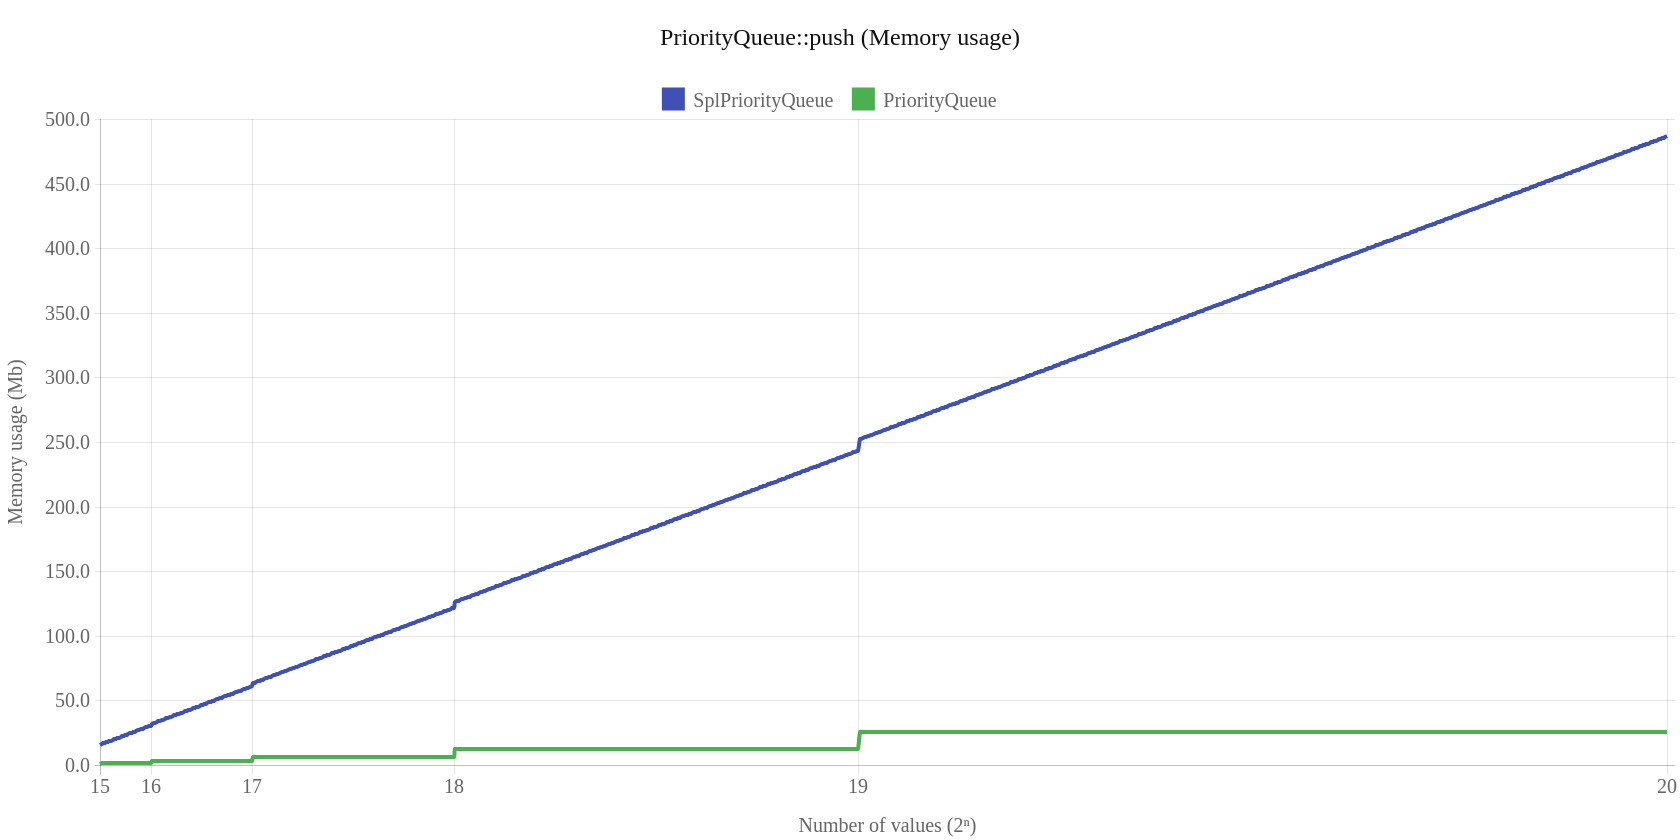 PriorityQueue::push (Memory usage)
SplPriorityQueue PriorityQueue
500.0
450.0
400.0
350.0
300.0
250.0
200.0
150.0
100.0
50.0
0.0
Memory usage (Mb)
15 16 17 18 19 20
Number of values (2ⁿ)